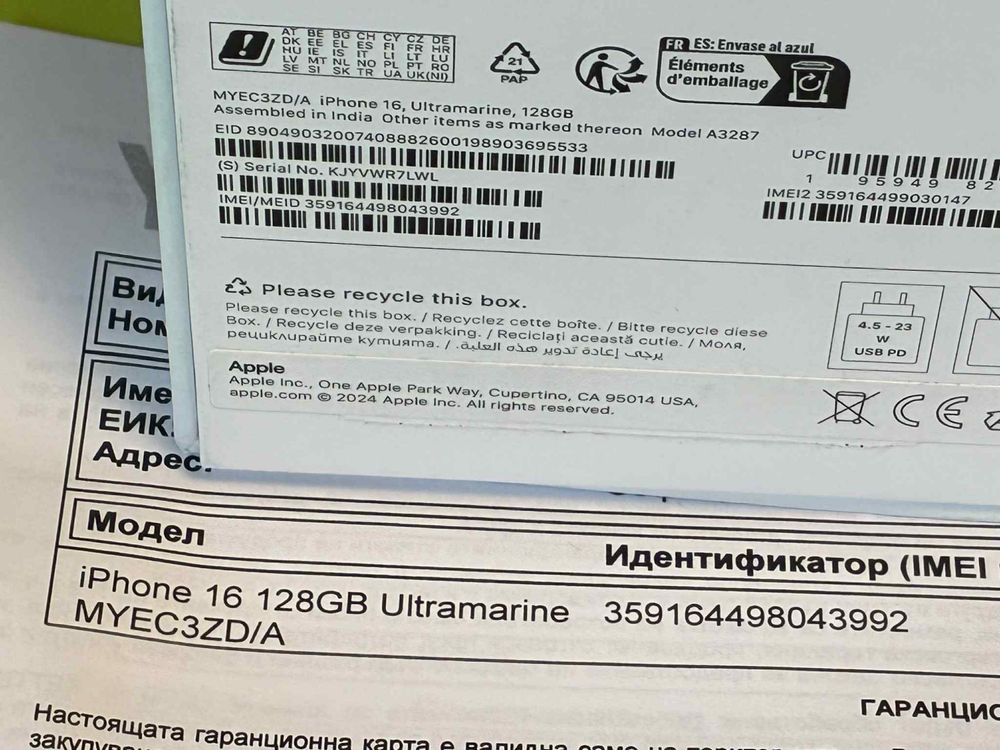 AT BE BG CH CY CZ DE
DK EE EL ES FI FR HR
HU IE IS IT LI LT LU
LV MT NL NO PL PT RO
SE SI SK TR UA UK(NI)
21
PAP
FR ES: Envase al azul
Éléments
d'emballage
MYEC3ZD/A iPhone 16, Ultramarine, 128GB
Assembled in India Other items as marked thereon Model A3287
EID 89049032007408882600198903695533
(S) Serial No. KJYVWR7LWL
IMEI/MEID 359164498043992
UPC
1 95949 82
IMEI2 359164499030147
Please recycle this box.
Please recycle this box. / Recyclez cette boîte. / Bitte recycle diese
Box. / Recycle deze verpakking. / Reciclați această cutie. / Моля,
рециклирайте кутията. / يرجى إعادة تدوير هذه العلبة.
4.5 - 23
W
USB PD
Apple
Apple Inc., One Apple Park Way, Cupertino, CA 95014 USA,
apple.com © 2024 Apple Inc. All rights reserved.
CE
Вид
Ном
Име
ЕИК
Адрес:
Модел
Идентификатор (IMEI
iPhone 16 128GB Ultramarine 359164498043992
MYEC3ZD/A
ГАРАНЦИО
Настоящата гаранционна карта е валидна само на
закупуван